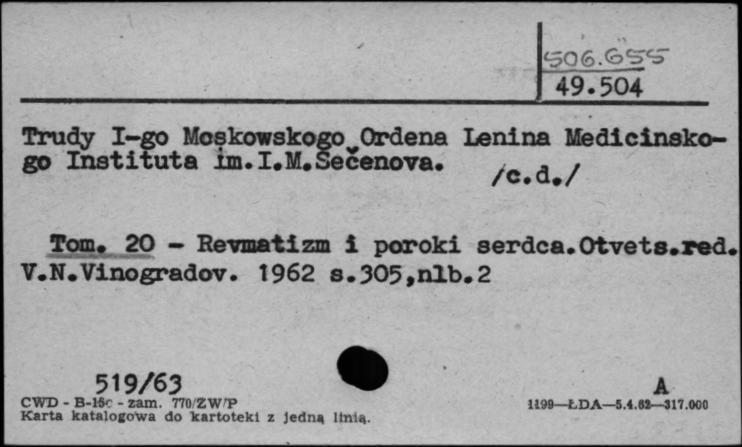 506.655
49.504
Trudy I-go Moskowskogo Ordena Lenina Medicinsko-
go Instituta im.I.M.Sečenova.
/c.d./
Tom. 20 - Revmatizm i poroki serdca.Otvets.red.
V.N.Vinogradov. 1962 s.305,nlb.2
519/63
A
CWD - B-16c - zam. 770/ZW/P
1199—ŁDA—5.4.62—317.000
Karta katalogowa do kartoteki z jedną linią.